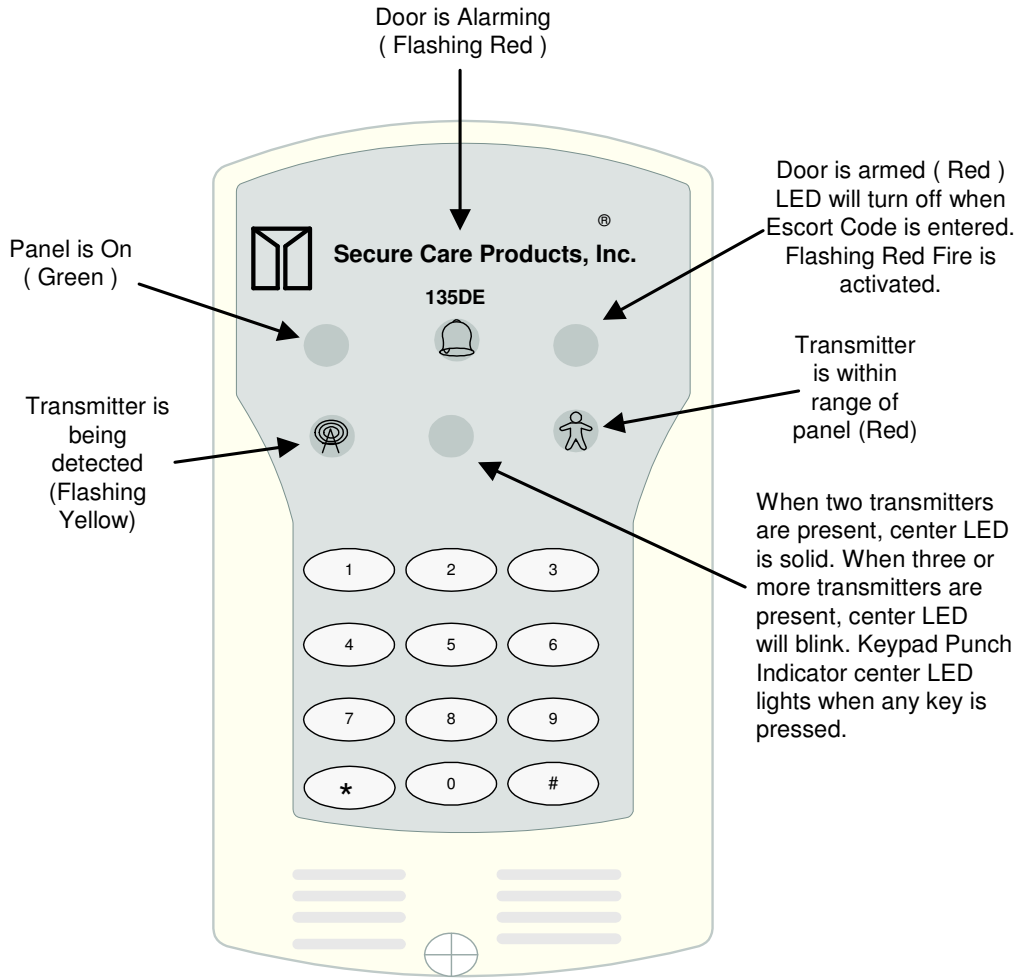 Door is Alarming
( Flashing Red )
Door is armed ( Red )
LED will turn off when
Escort Code is entered.
Flashing Red Fire is
activated.
Panel is On
( Green )
®
Secure Care Products, Inc.
135DE
Transmitter
is within
range of
panel (Red)
Transmitter is
being
detected
(Flashing
Yellow)
When two transmitters
are present, center LED
is solid. When three or
more transmitters are
present, center LED
will blink. Keypad Punch
Indicator center LED
lights when any key is
pressed.
1 2 3
4 5 6
7 8 9
* 0 #